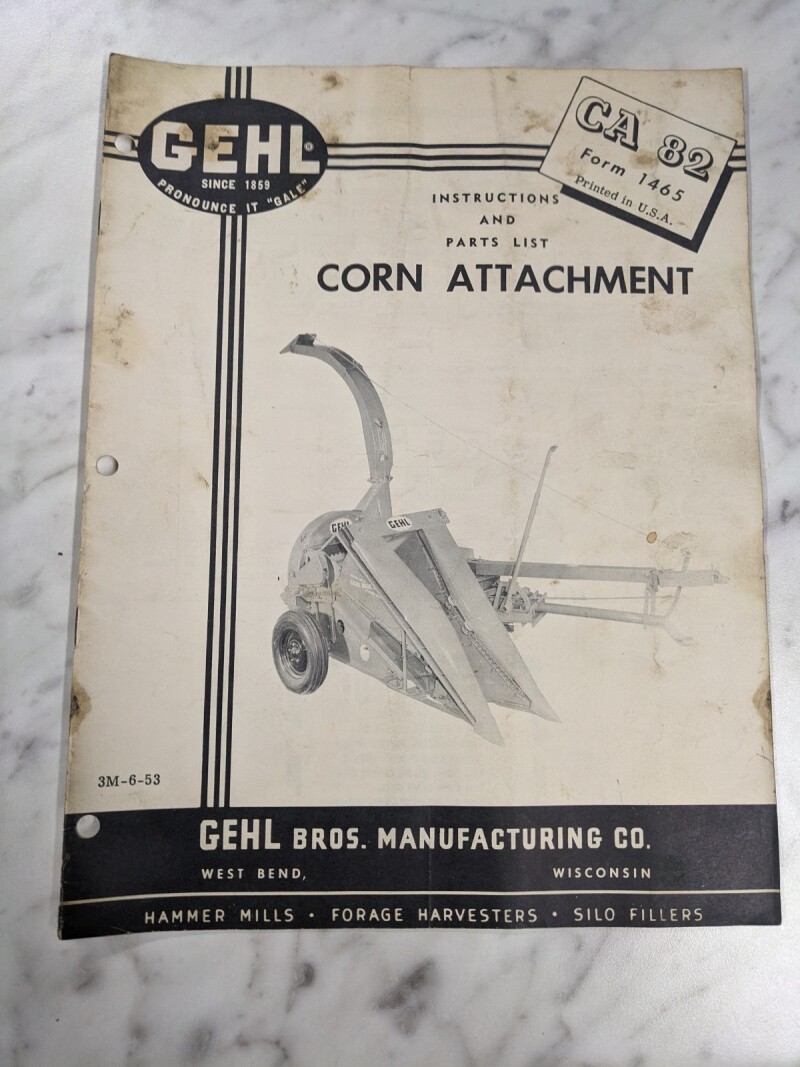 GEHL®
SINCE 1859
PRONOUNCE IT "GALE"
CA 82
Form 1465
Printed in U.S.A.
INSTRUCTIONS
AND
PARTS LIST
CORN ATTACHMENT
GEHL GEHL
3M-6-53
GEHL BROS. MANUFACTURING CO.
WEST BEND, WISCONSIN
HAMMER MILLS • FORAGE HARVESTERS • SILO FILLERS